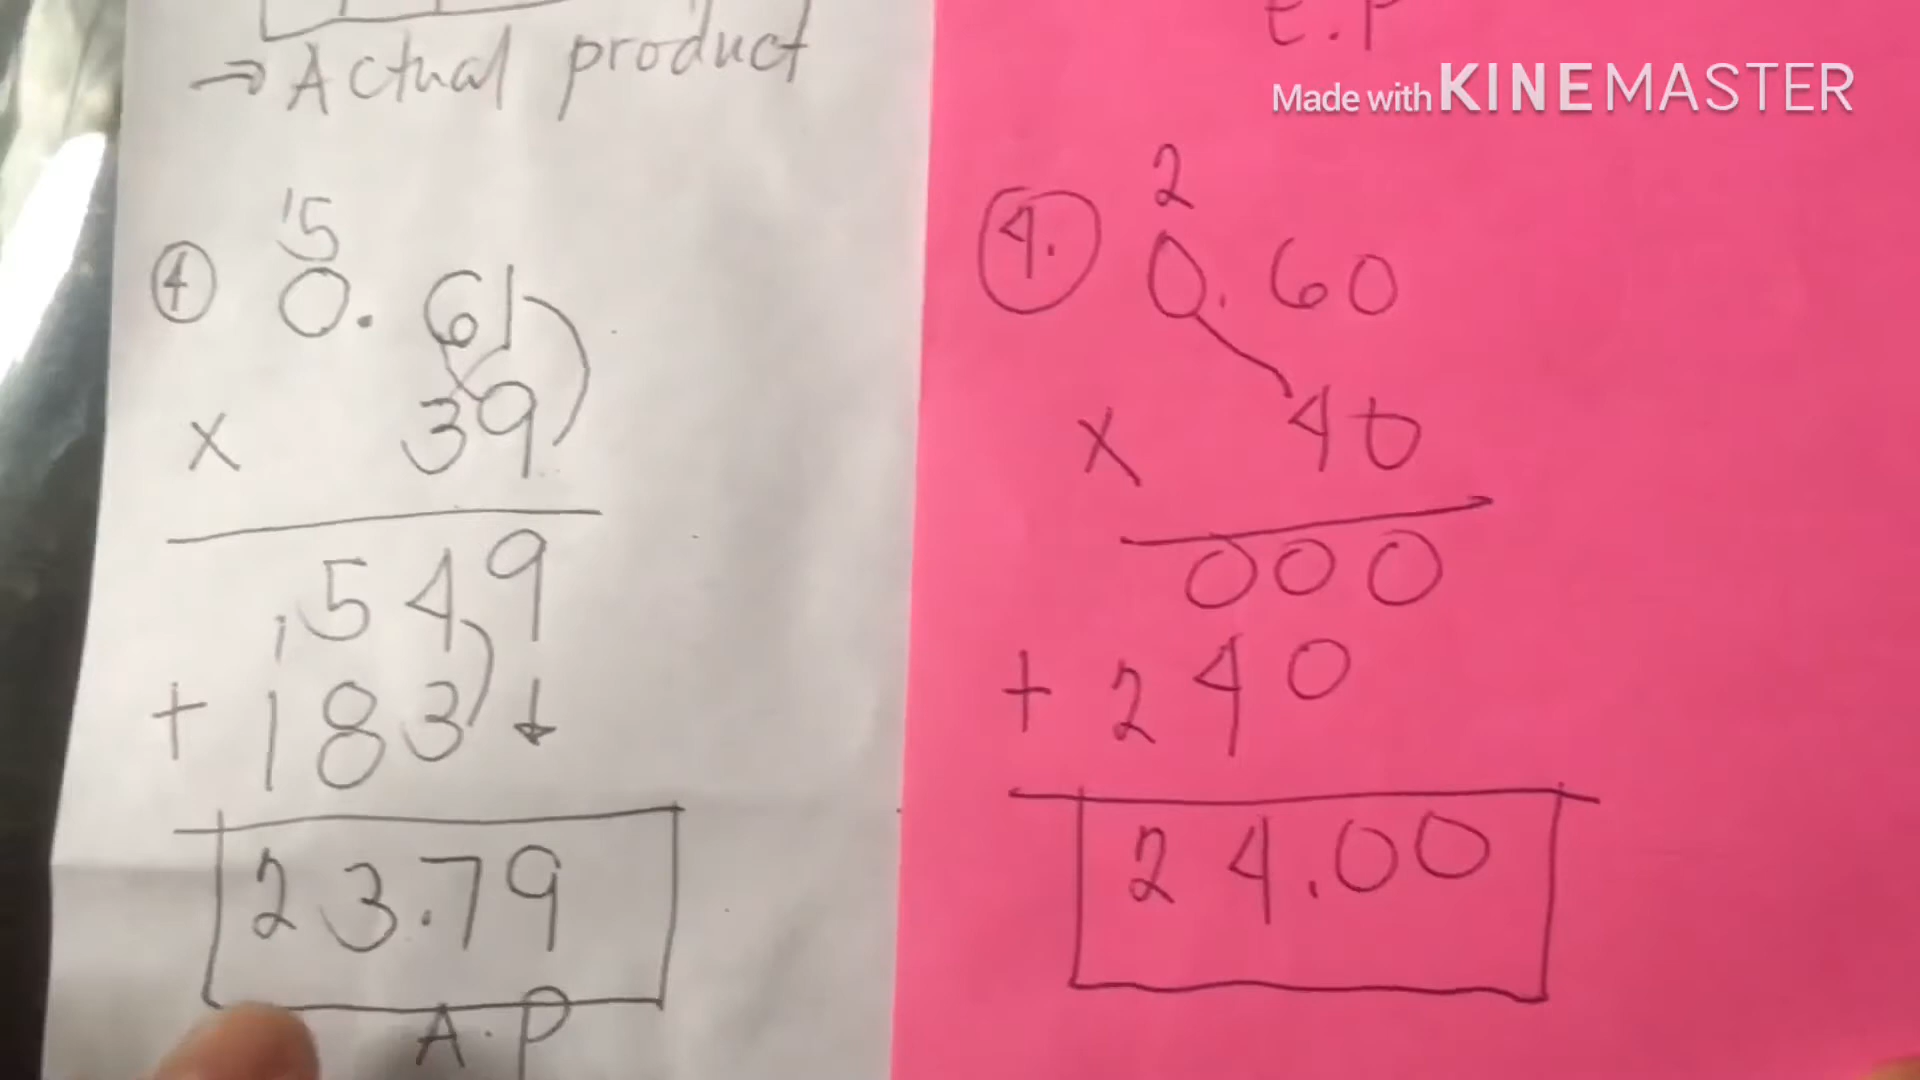 → Actual product
15
④ 0.61
x 39
1549
+ 183 ↓
23.79
A.P
E.P
Made with KINEMASTER
2
4. 0.60
x 40
000
+ 240
24.00